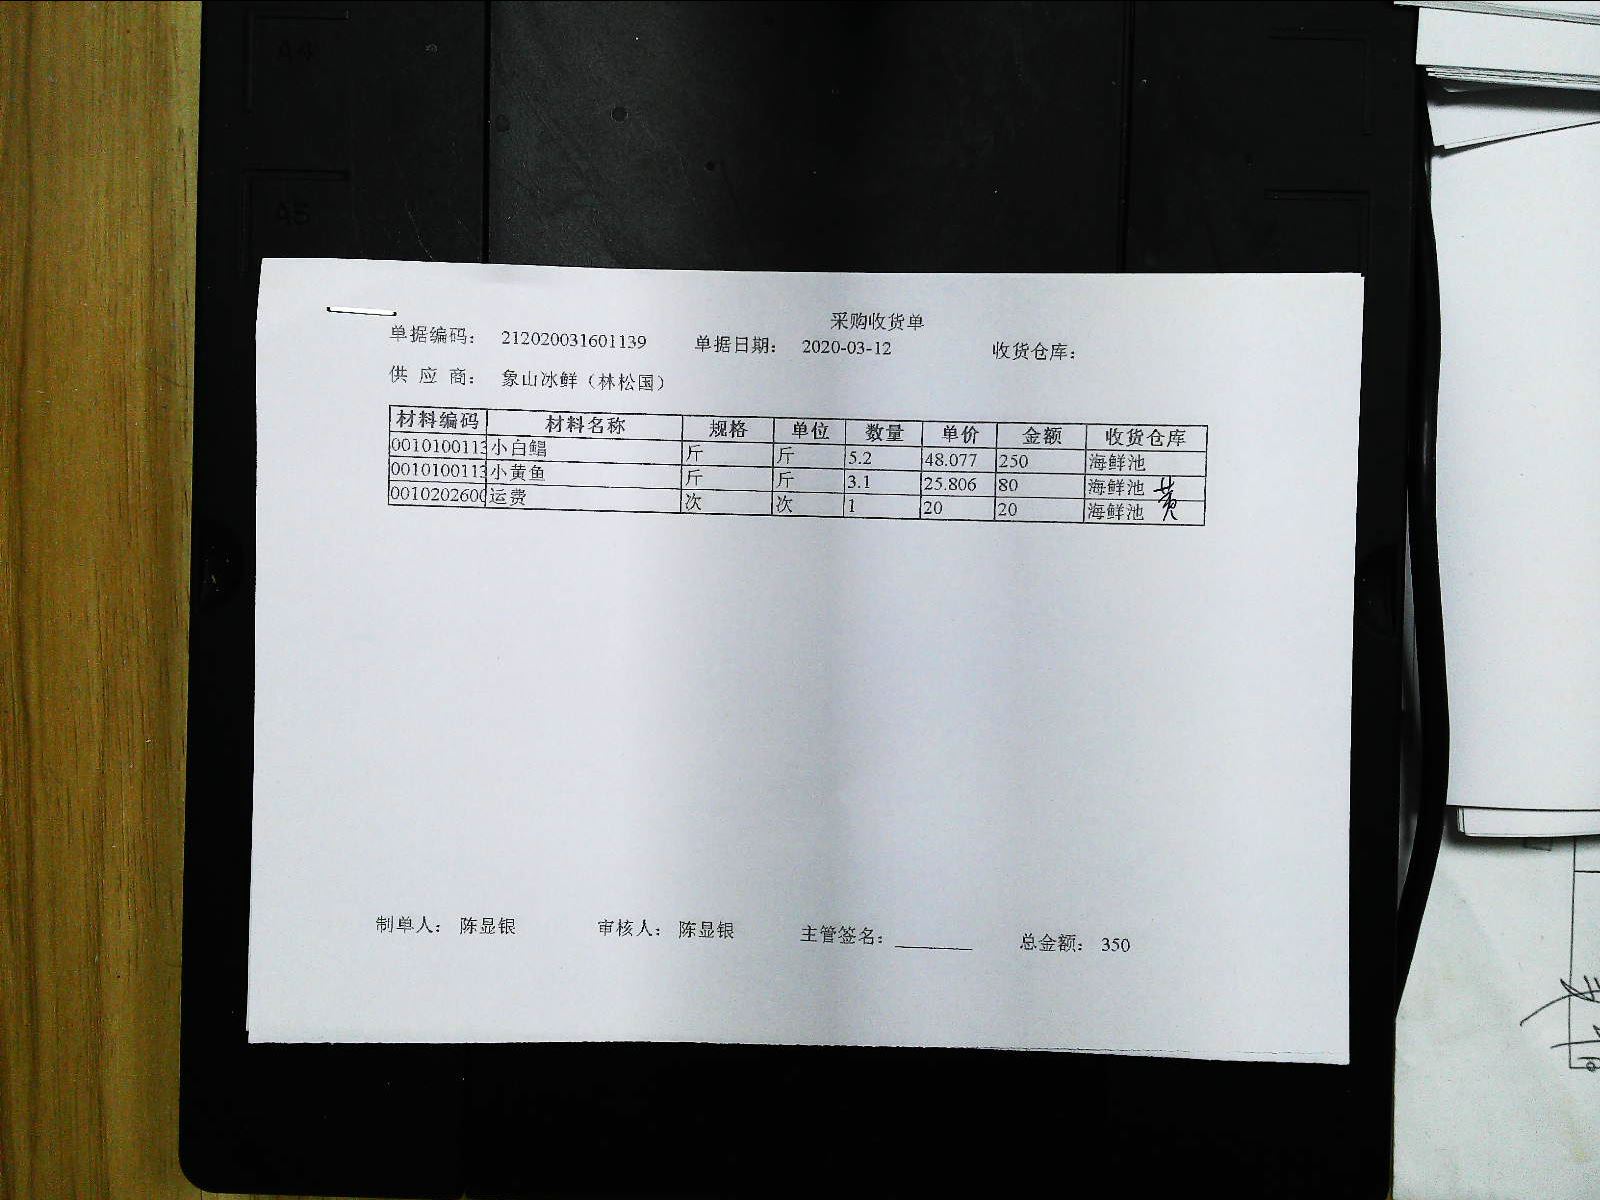 A4
A5
采购收货单
单据编码： 212020031601139 单据日期： 2020-03-12 收货仓库：
供 应 商： 象山冰鲜（林松国）
材料编码 材料名称 规格 单位 数量 单价 金额 收货仓库
0010100113 小白鲳 斤 斤 5.2 48.077 250 海鲜池
0010100113 小黄鱼 斤 斤 3.1 25.806 80 海鲜池
0010202600 运费 次 次 1 20 20 海鲜池
黄
制单人： 陈显银 审核人： 陈显银 主管签名： 总金额： 350